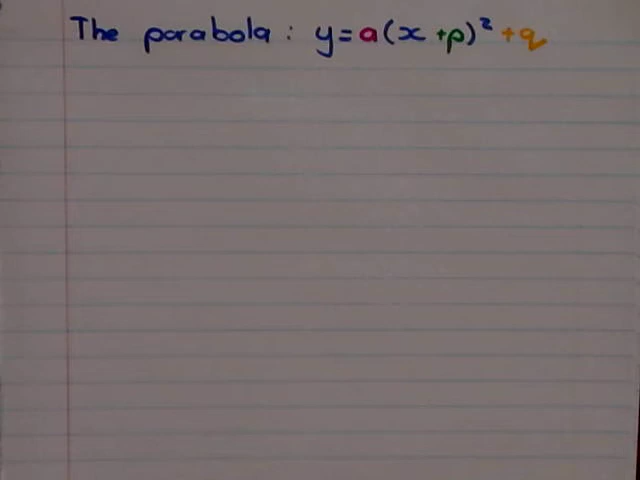 The parabola : y = a(x + p)² + q